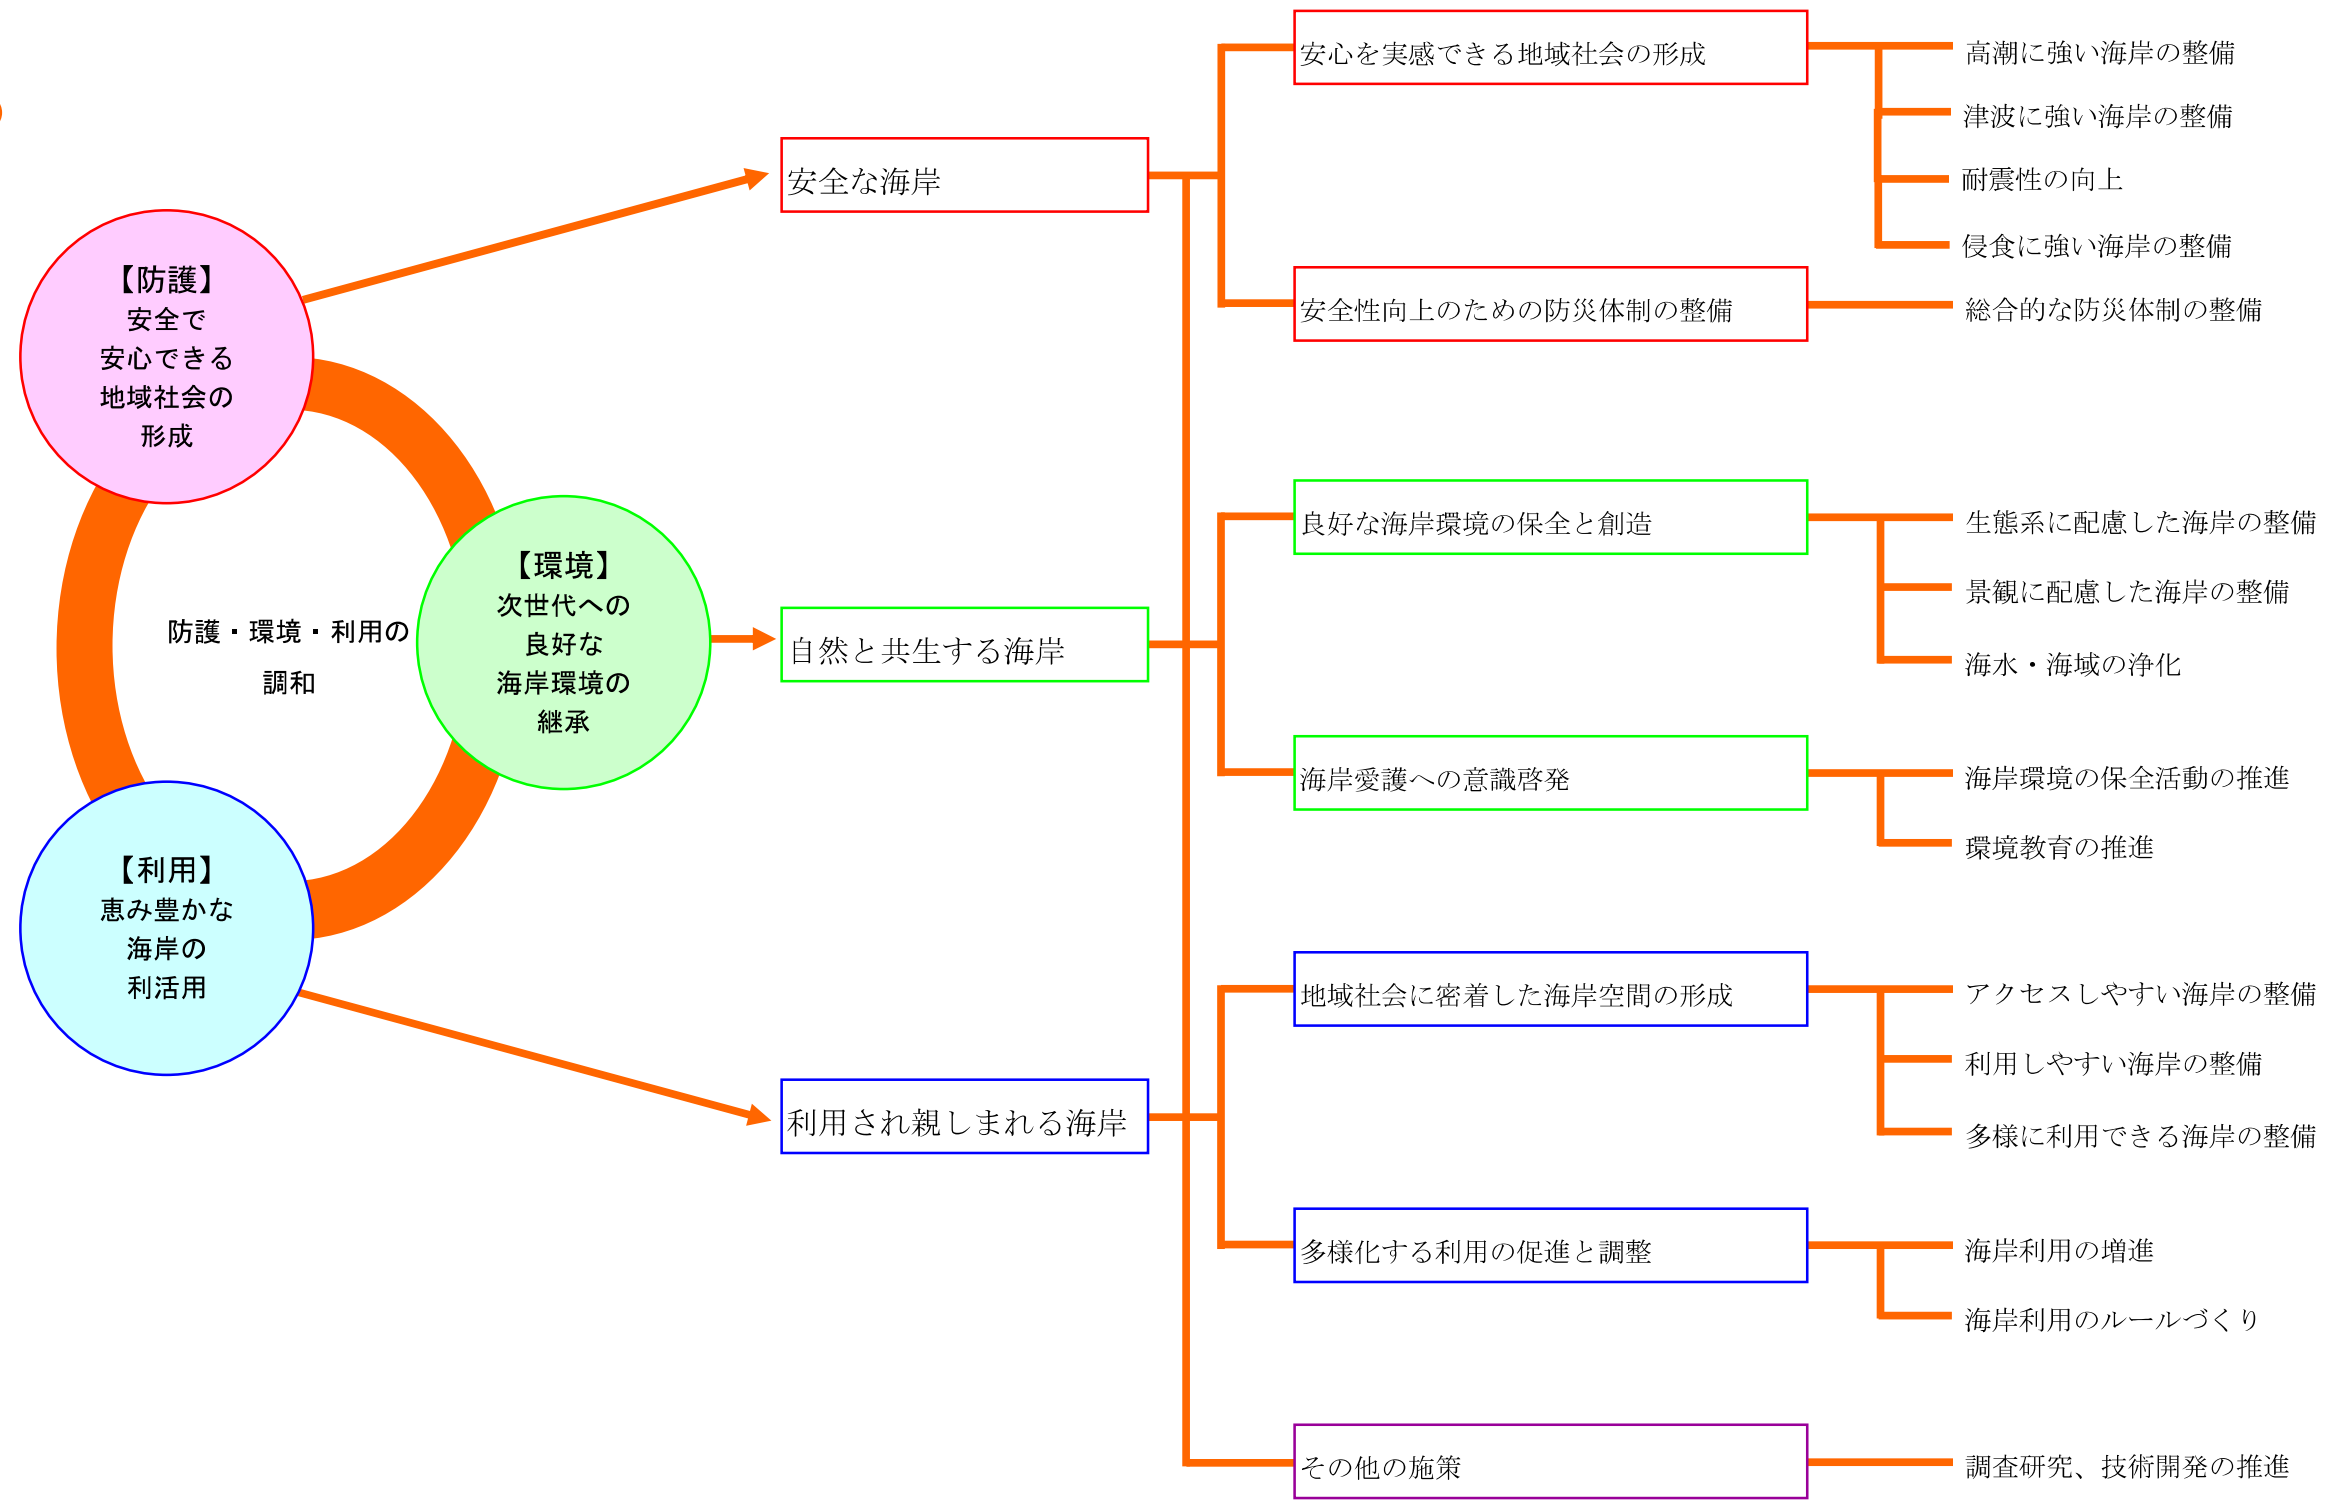 【防護】
安全で
安心できる
地域社会の
形成
防護・環境・利用の
調和
【環境】
次世代への
良好な
海岸環境の
継承
【利用】
恵み豊かな
海岸の
利活用
安全な海岸
自然と共生する海岸
利用され親しまれる海岸
安心を実感できる地域社会の形成
高潮に強い海岸の整備
津波に強い海岸の整備
耐震性の向上
侵食に強い海岸の整備
安全性向上のための防災体制の整備
総合的な防災体制の整備
良好な海岸環境の保全と創造
生態系に配慮した海岸の整備
景観に配慮した海岸の整備
海水・海域の浄化
海岸愛護への意識啓発
海岸環境の保全活動の推進
環境教育の推進
地域社会に密着した海岸空間の形成
アクセスしやすい海岸の整備
利用しやすい海岸の整備
多様に利用できる海岸の整備
多様化する利用の促進と調整
海岸利用の増進
海岸利用のルールづくり
その他の施策
調査研究、技術開発の推進